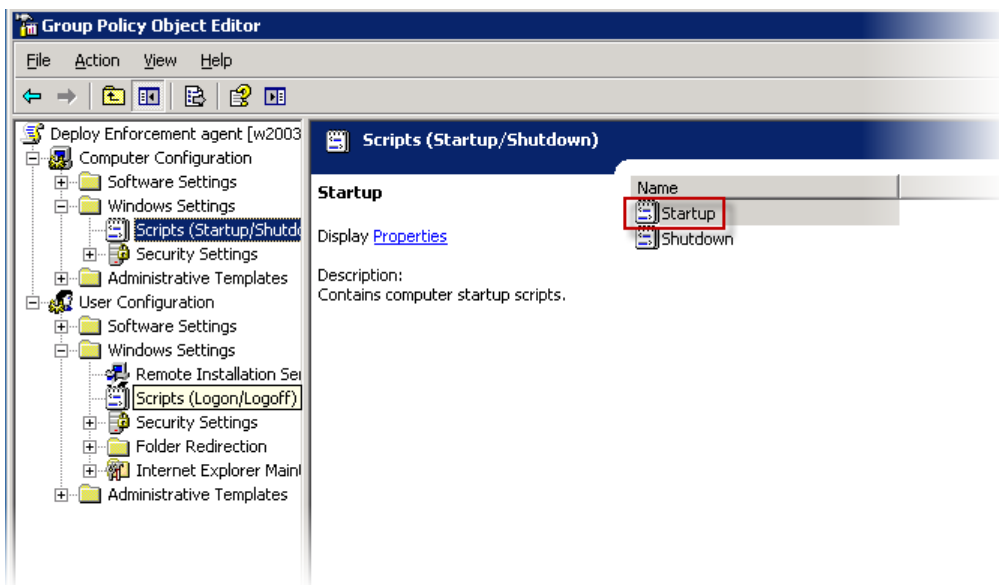 Group Policy Object Editor
File Action View Help
Deploy Enforcement agent [w2003
Computer Configuration
Software Settings
Windows Settings
Scripts (Startup/Shutdo
Security Settings
Administrative Templates
User Configuration
Software Settings
Windows Settings
Remote Installation Ser
Scripts (Logon/Logoff)
Security Settings
Folder Redirection
Internet Explorer Maint
Administrative Templates
Scripts (Startup/Shutdown)
Startup
Display Properties
Description:
Contains computer startup scripts.
Name
Startup
Shutdown